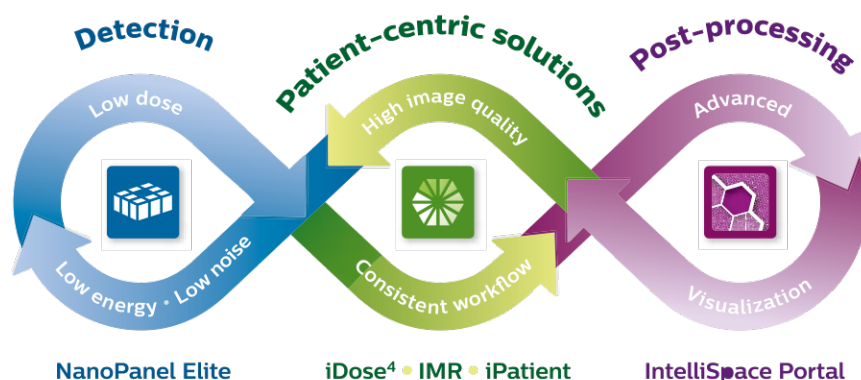 Detection
Patient-centric solutions
Post-processing
Low dose
High image quality
Advanced
Low energy • Low noise
Consistent workflow
Visualization
NanoPanel Elite
iDose⁴ • IMR • iPatient
IntelliSpace Portal